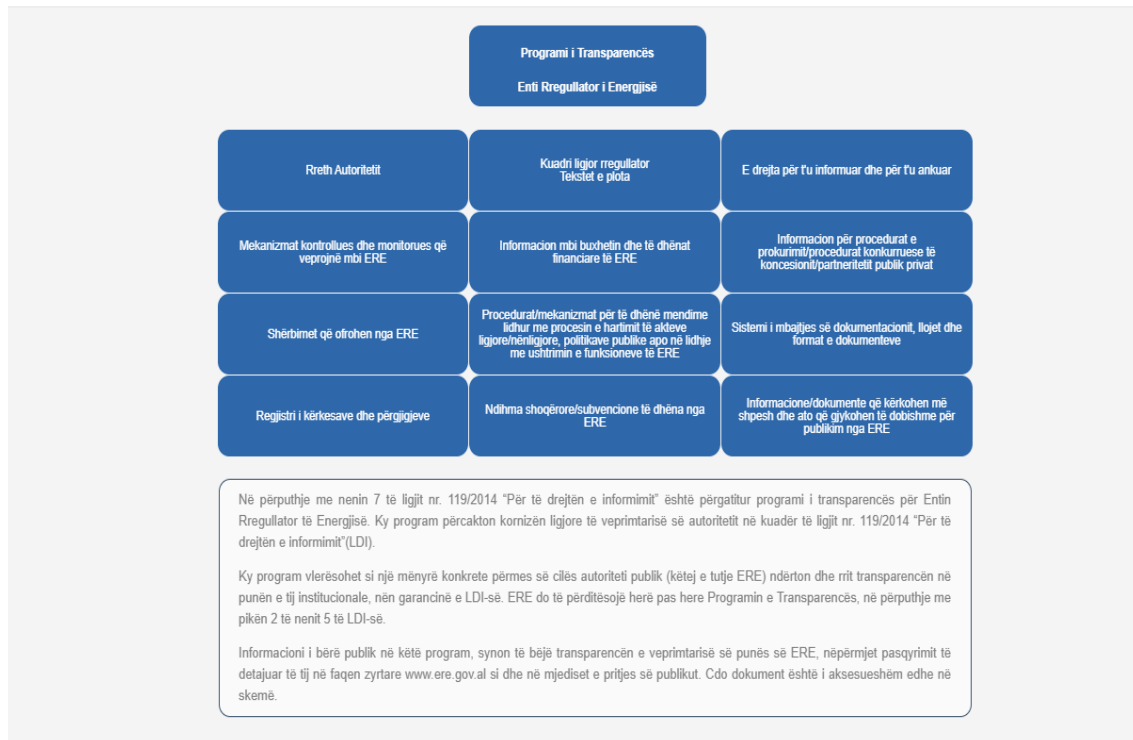 Programi i Transparencës
Enti Rregullator i Energjisë
Rreth Autoritetit
Kuadri ligjor rregullator
Tekstet e plota
E drejta për t'u informuar dhe për t'u ankuar
Mekanizmat kontrollues dhe monitorues që
veprojnë mbi ERE
Informacion mbi buxhetin dhe të dhënat
financiare të ERE
Informacion për procedurat e
prokurimit/procedurat konkurruese të
koncesionit/partneritetit publik privat
Shërbimet që ofrohen nga ERE
Procedurat/mekanizmat për të dhënë mendime
lidhur me procesin e hartimit të akteve
ligjore/nënligjore, politikave publike apo në lidhje
me ushtrimin e funksioneve të ERE
Sistemi i mbajtjes së dokumentacionit, llojet dhe
format e dokumenteve
Regjistri i kërkesave dhe përgjigjeve
Ndihma shoqërore/subvencione të dhëna nga
ERE
Informacione/dokumente që kërkohen më
shpesh dhe ato që gjykohen të dobishme për
publikim nga ERE
Në përputhje me nenin 7 të ligjit nr. 119/2014 “Për të drejtën e informimit” është përgatitur programi i transparencës për Entin
Rregullator të Energjisë. Ky program përcakton kornizën ligjore të veprimtarisë së autoritetit në kuadër të ligjit nr. 119/2014 “Për të
drejtën e informimit”(LDI).
Ky program vlerësohet si një mënyrë konkrete përmes së cilës autoriteti publik (këtej e tutje ERE) ndërton dhe rrit transparencën në
punën e tij institucionale, nën garancinë e LDI-së. ERE do të përditësojë herë pas here Programin e Transparencës, në përputhje me
pikën 2 të nenit 5 të LDI-së.
Informacioni i bërë publik në këtë program, synon të bëjë transparencën e veprimtarisë së punës së ERE, nëpërmjet pasqyrimit të
detajuar të tij në faqen zyrtare www.ere.gov.al si dhe në mjediset e pritjes së publikut. Cdo dokument është i aksesueshëm edhe në
skemë.